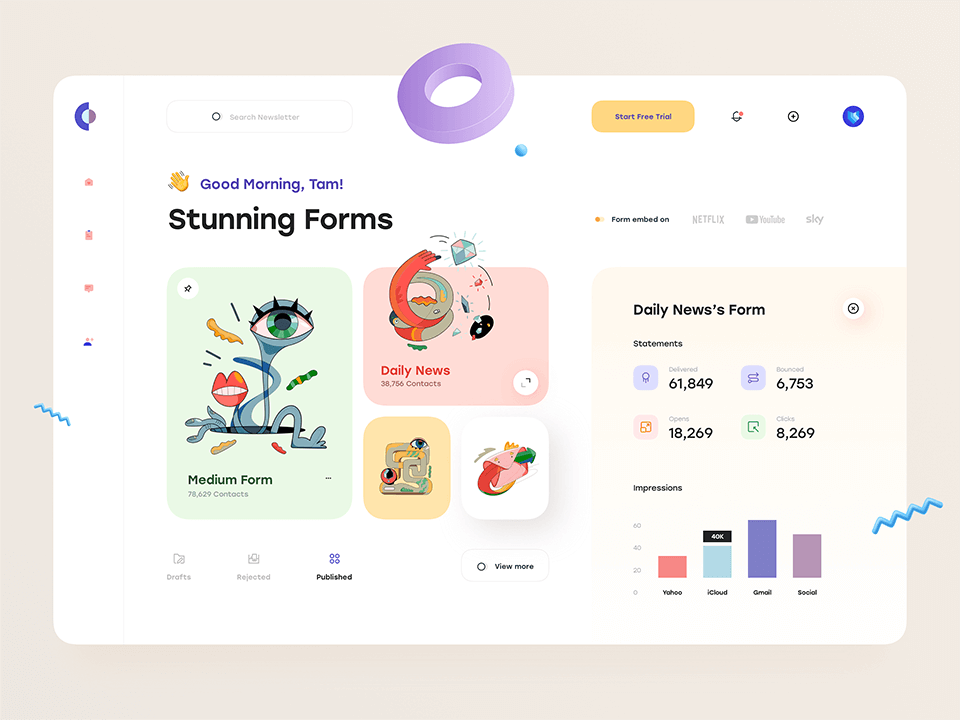 Search Newsletter
Start Free Trial
Good Morning, Tam!
Stunning Forms
Form embed on
NETFLIX
YouTube
sky
Medium Form
78,629 Contacts
Daily News
38,756 Contacts
Drafts
Rejected
Published
View more
Daily News’s Form
Statements
Delivered
61,849
Bounced
6,753
Opens
18,269
Clicks
8,269
Impressions
60
40
20
0
40K
Yahoo
iCloud
Gmail
Social